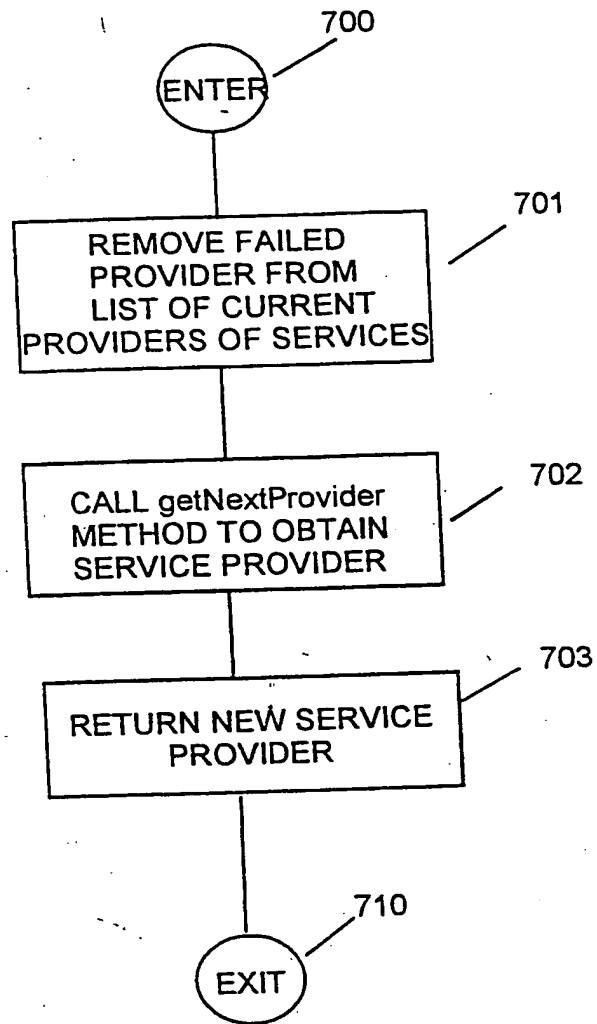 700
ENTER
701
REMOVE FAILED
PROVIDER FROM
LIST OF CURRENT
PROVIDERS OF SERVICES
702
CALL getNextProvider
METHOD TO OBTAIN
SERVICE PROVIDER
703
RETURN NEW SERVICE
PROVIDER
710
EXIT